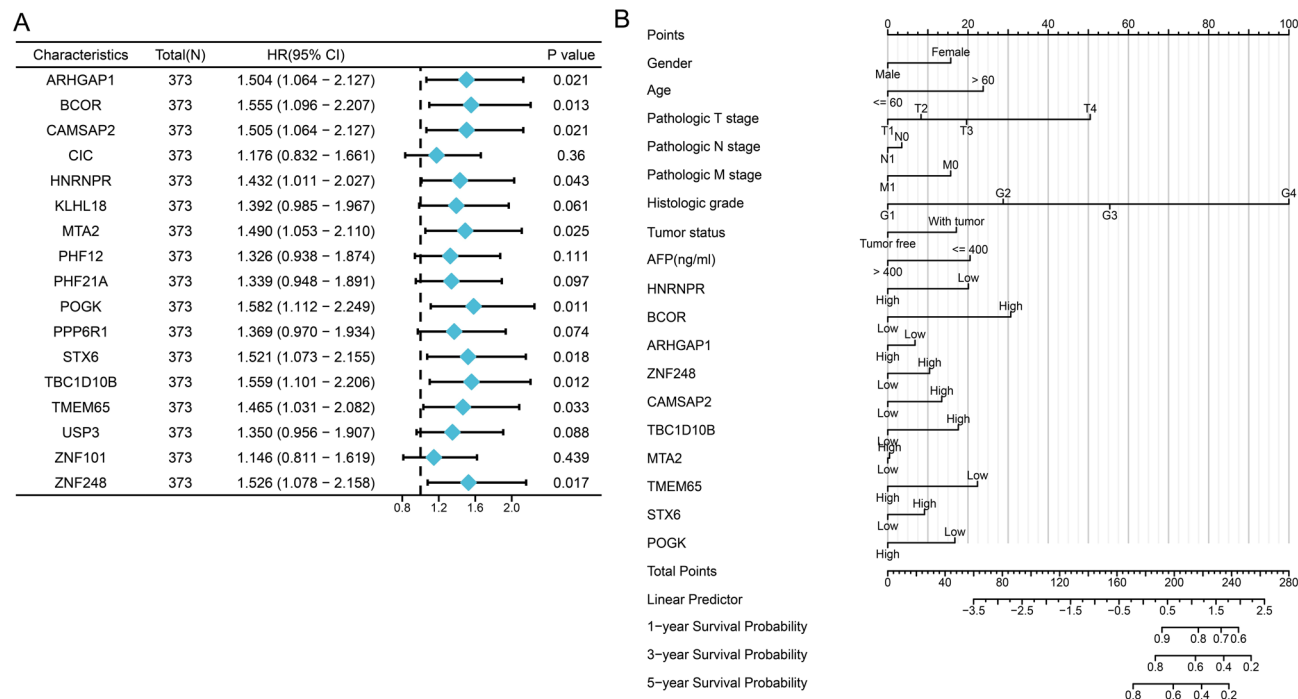 A
Characteristics Total(N) HR(95% CI) P value
ARHGAP1 373 1.504 (1.064 − 2.127) 0.021
BCOR 373 1.555 (1.096 − 2.207) 0.013
CAMSAP2 373 1.505 (1.064 − 2.127) 0.021
CIC 373 1.176 (0.832 − 1.661) 0.36
HNRNPR 373 1.432 (1.011 − 2.027) 0.043
KLHL18 373 1.392 (0.985 − 1.967) 0.061
MTA2 373 1.490 (1.053 − 2.110) 0.025
PHF12 373 1.326 (0.938 − 1.874) 0.111
PHF21A 373 1.339 (0.948 − 1.891) 0.097
POGK 373 1.582 (1.112 − 2.249) 0.011
PPP6R1 373 1.369 (0.970 − 1.934) 0.074
STX6 373 1.521 (1.073 − 2.155) 0.018
TBC1D10B 373 1.559 (1.101 − 2.206) 0.012
TMEM65 373 1.465 (1.031 − 2.082) 0.033
USP3 373 1.350 (0.956 − 1.907) 0.088
ZNF101 373 1.146 (0.811 − 1.619) 0.439
ZNF248 373 1.526 (1.078 − 2.158) 0.017
0.8 1.2 1.6 2.0
B
0 20 40 60 80 100
Points
Female
Gender
Male
> 60
Age
<= 60
T2 T4
Pathologic T stage
T1 T3
N0
Pathologic N stage
N1
M0
Pathologic M stage
M1
G2 G4
Histologic grade
G1 G3
With tumor
Tumor status
Tumor free
<= 400
AFP(ng/ml)
> 400
Low
HNRNPR
High
High
BCOR
Low
Low
ARHGAP1
High
High
ZNF248
Low
High
CAMSAP2
Low
High
TBC1D10B
Low
High
MTA2
Low
Low
TMEM65
High
High
STX6
Low
Low
POGK
High
Total Points
0 40 80 120 160 200 240 280
Linear Predictor
−3.5 −2.5 −1.5 −0.5 0.5 1.5 2.5
1−year Survival Probability
0.9 0.8 0.7 0.6
3−year Survival Probability
0.8 0.6 0.4 0.2
5−year Survival Probability
0.8 0.6 0.4 0.2